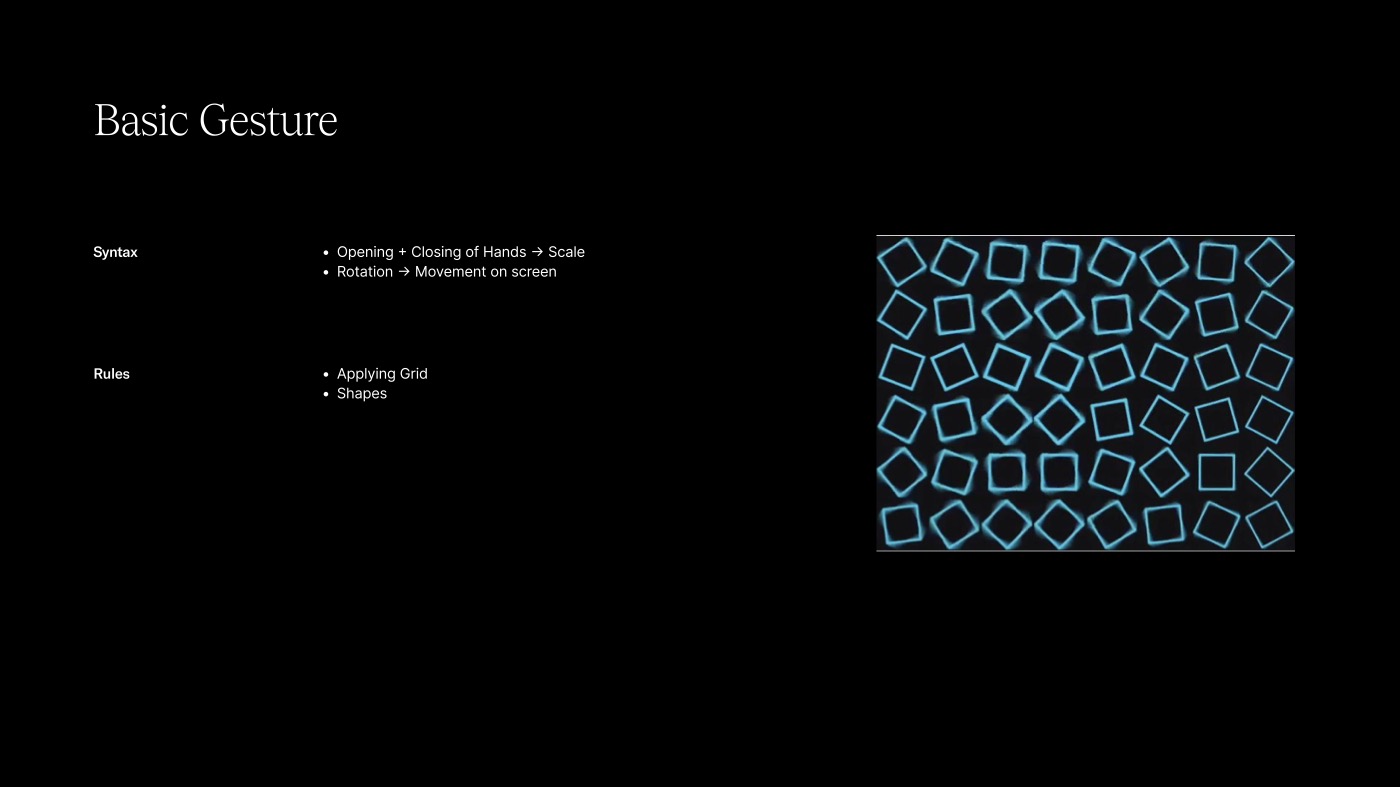 Basic Gesture
Syntax
• Opening + Closing of Hands → Scale
• Rotation → Movement on screen
Rules
• Applying Grid
• Shapes